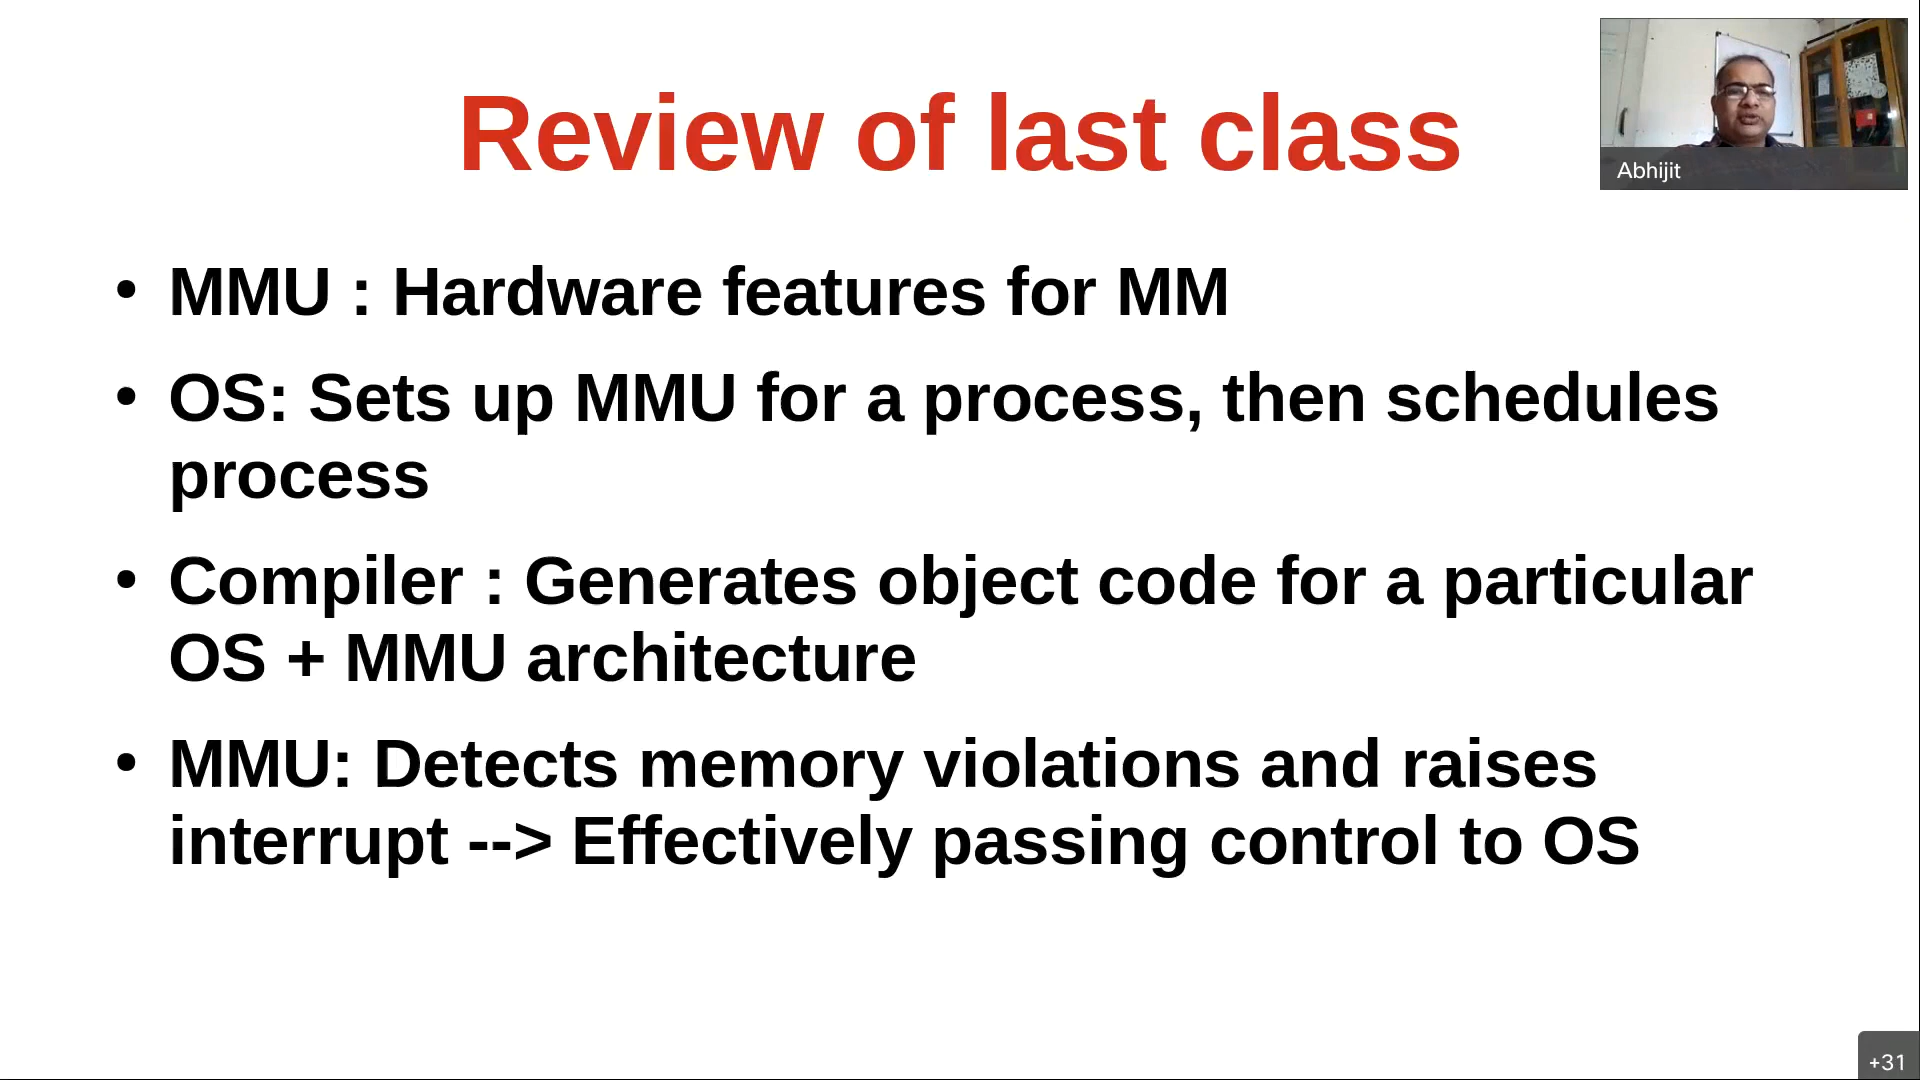 Review of last class
Abhijit
• MMU : Hardware features for MM
• OS: Sets up MMU for a process, then schedules
process
• Compiler : Generates object code for a particular
OS + MMU architecture
• MMU: Detects memory violations and raises
interrupt --> Effectively passing control to OS
+31